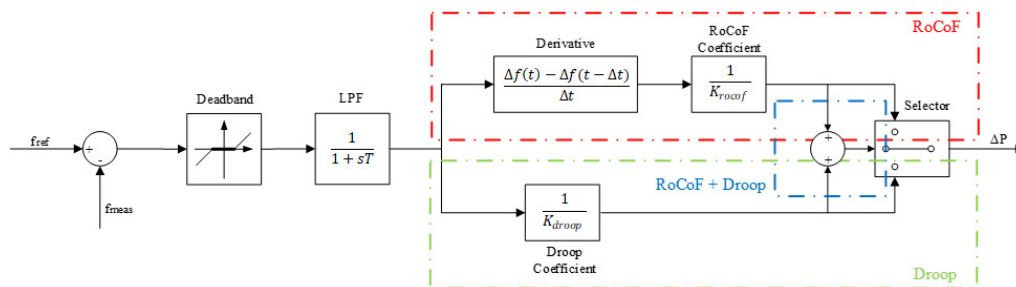 RoCoF
Derivative
RoCoF
Coefficient
Δf(t) − Δf(t − Δt)
Δt
1
K_rocof
Deadband
LPF
Selector
fref
+
-
1
1 + sT
+
+
ΔP
fmeas
RoCoF + Droop
1
K_droop
Droop
Coefficient
Droop